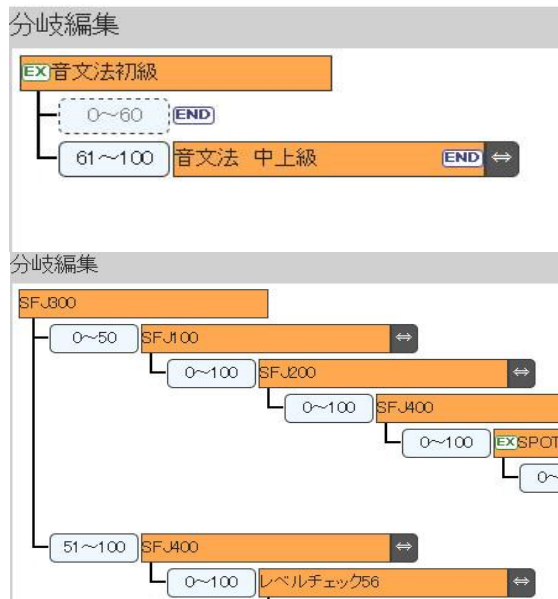 分岐編集
EX音文法初級
0～60 END
61～100 音文法 中上級 END ⇔
分岐編集
SFJ300
0～50 SFJ100 ⇔
0～100 SFJ200 ⇔
0～100 SFJ400
0～100 EXSPOT
0～
51～100 SFJ400 ⇔
0～100 レベルチェック56 ⇔